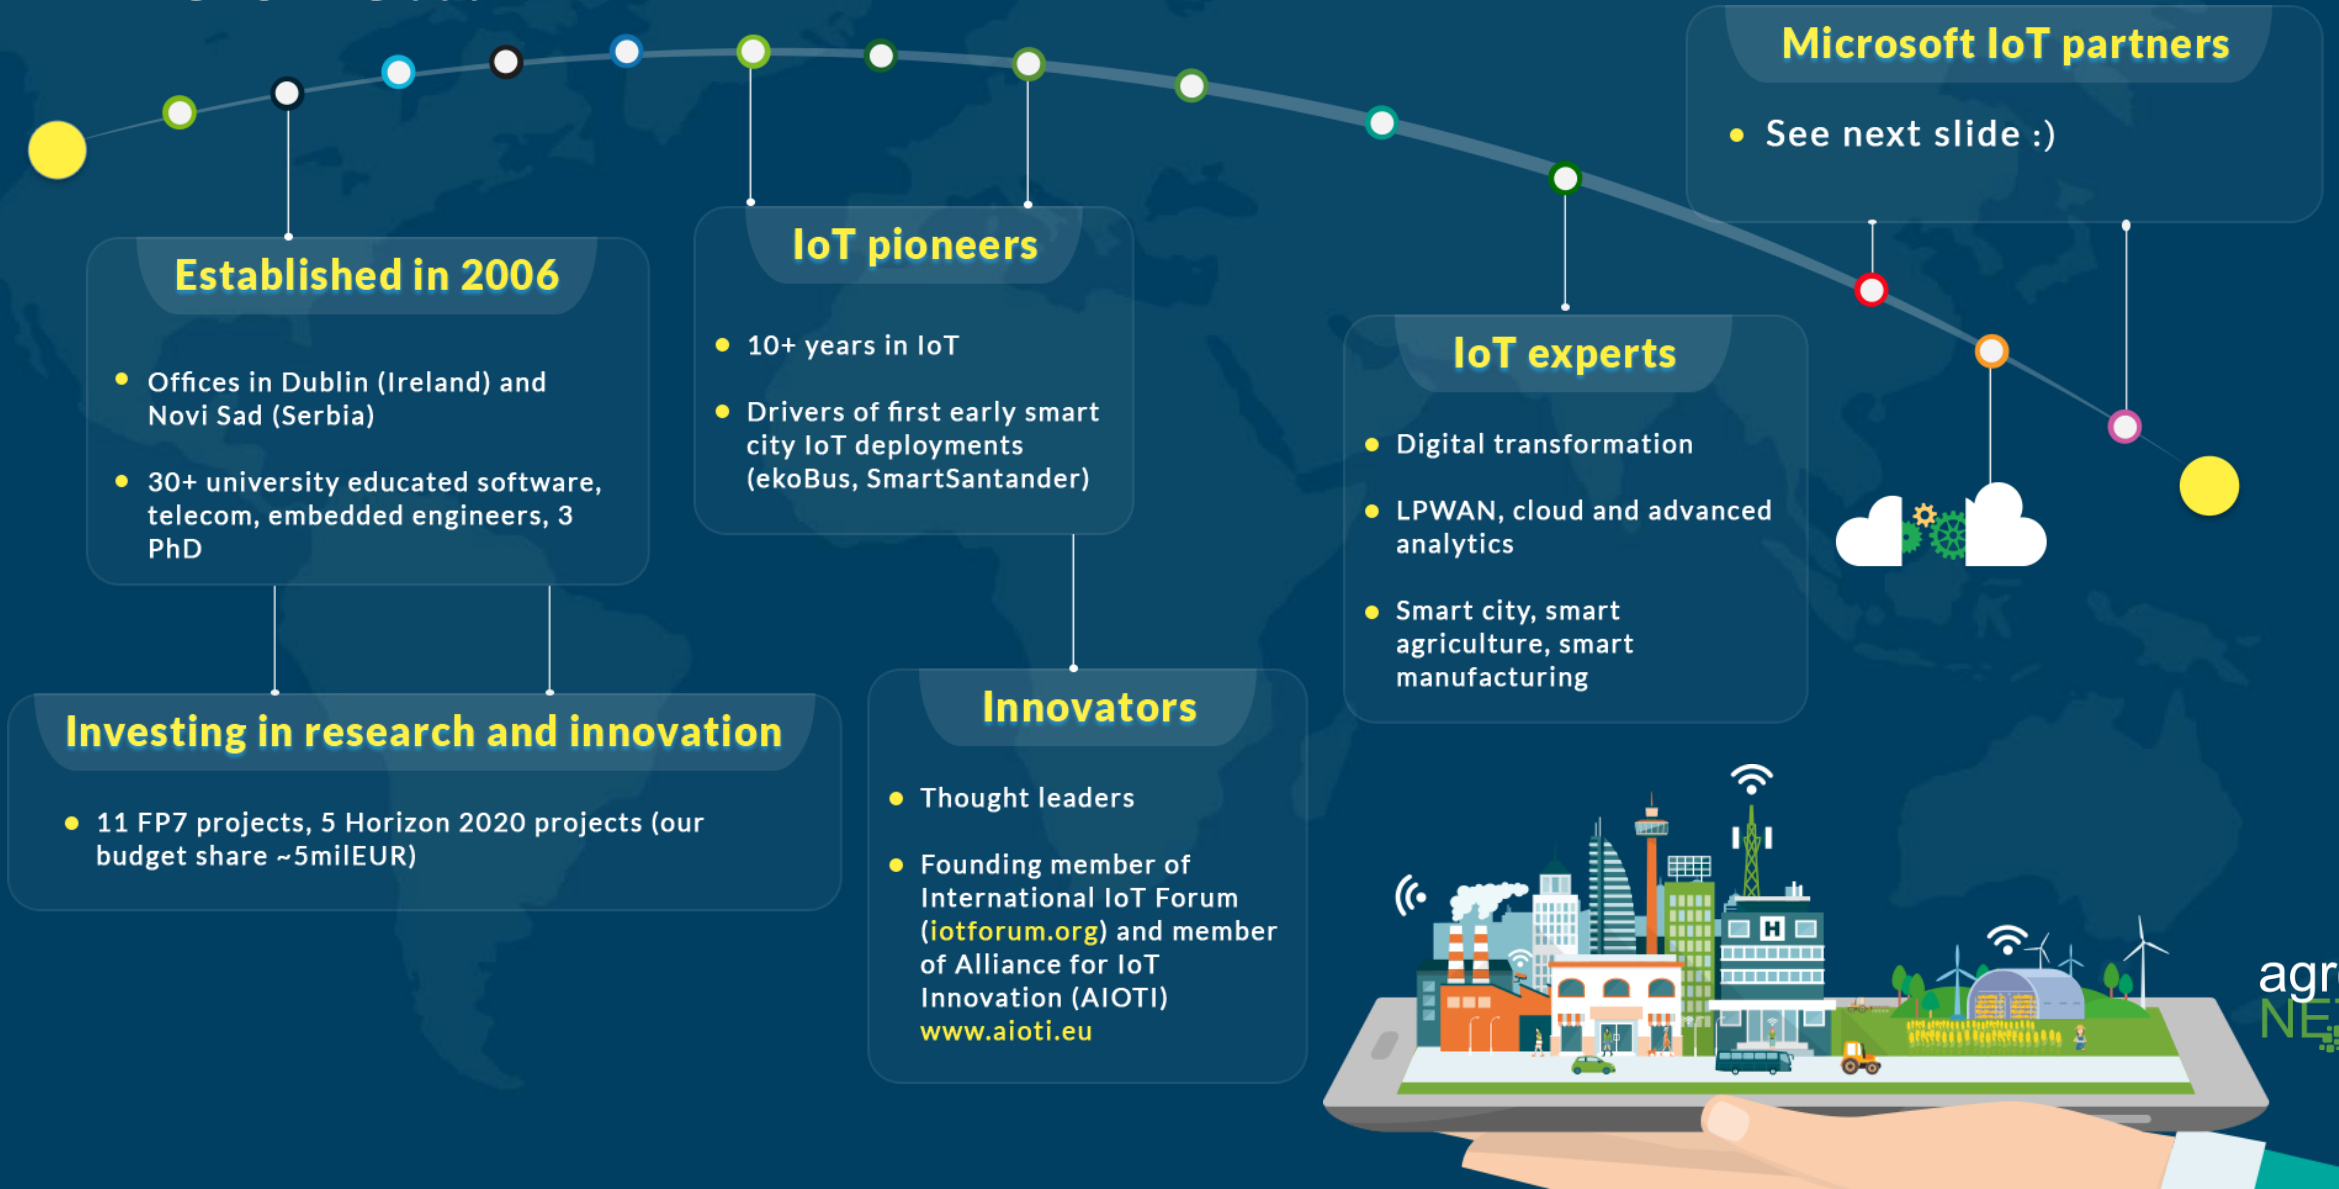 Established in 2006
Offices in Dublin (Ireland) and
Novi Sad (Serbia)
30+ university educated software,
telecom, embedded engineers, 3
PhD
Investing in research and innovation
11 FP7 projects, 5 Horizon 2020 projects (our
budget share ~5milEUR)
IoT pioneers
10+ years in IoT
Drivers of first early smart
city IoT deployments
(ekoBus, SmartSantander)
Innovators
Thought leaders
Founding member of
International IoT Forum
(iotforum.org) and member
of Alliance for IoT
Innovation (AIOTI)
www.aioti.eu
IoT experts
Digital transformation
LPWAN, cloud and advanced
analytics
Smart city, smart
agriculture, smart
manufacturing
Microsoft IoT partners
See next slide :)
H